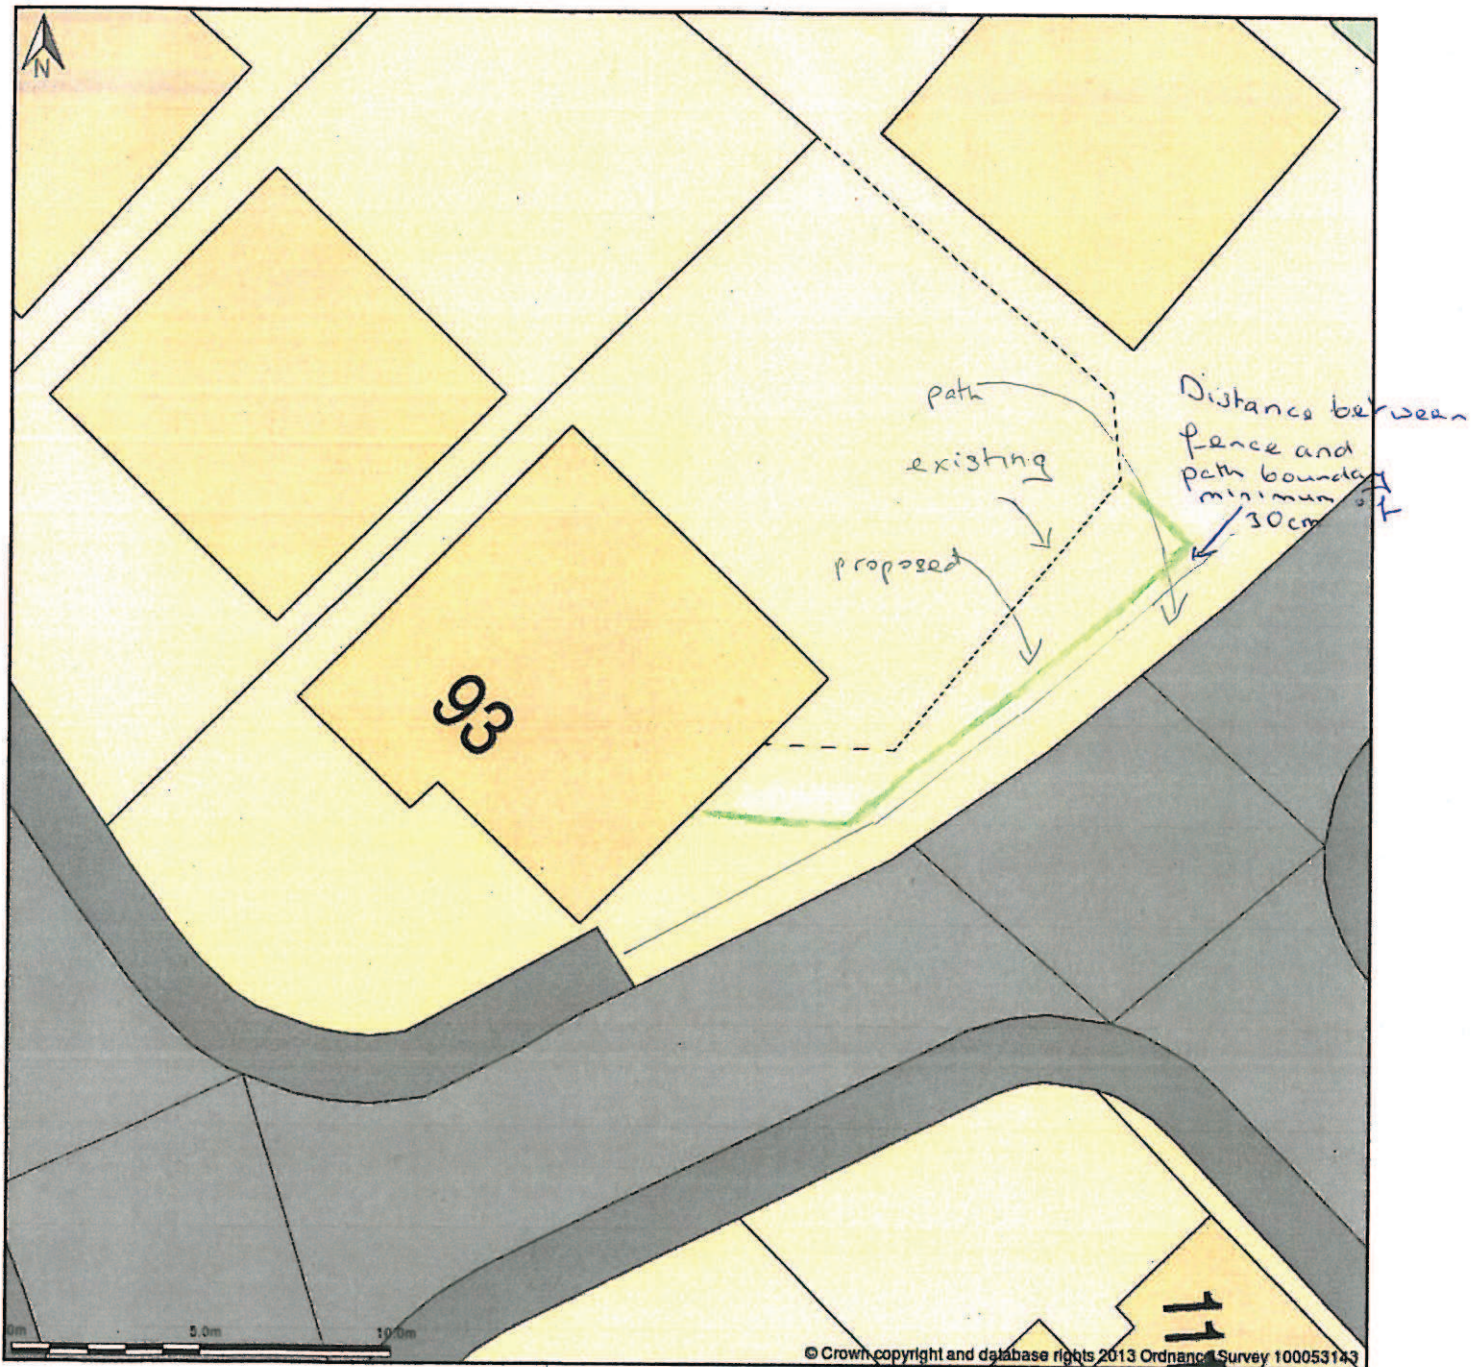 N
path
existing
proposed
Distance between
fence and
path boundary
minimum of
30cm
93
11
0m 5.0m 10.0m
© Crown copyright and database rights 2013 Ordnance Survey 100053143